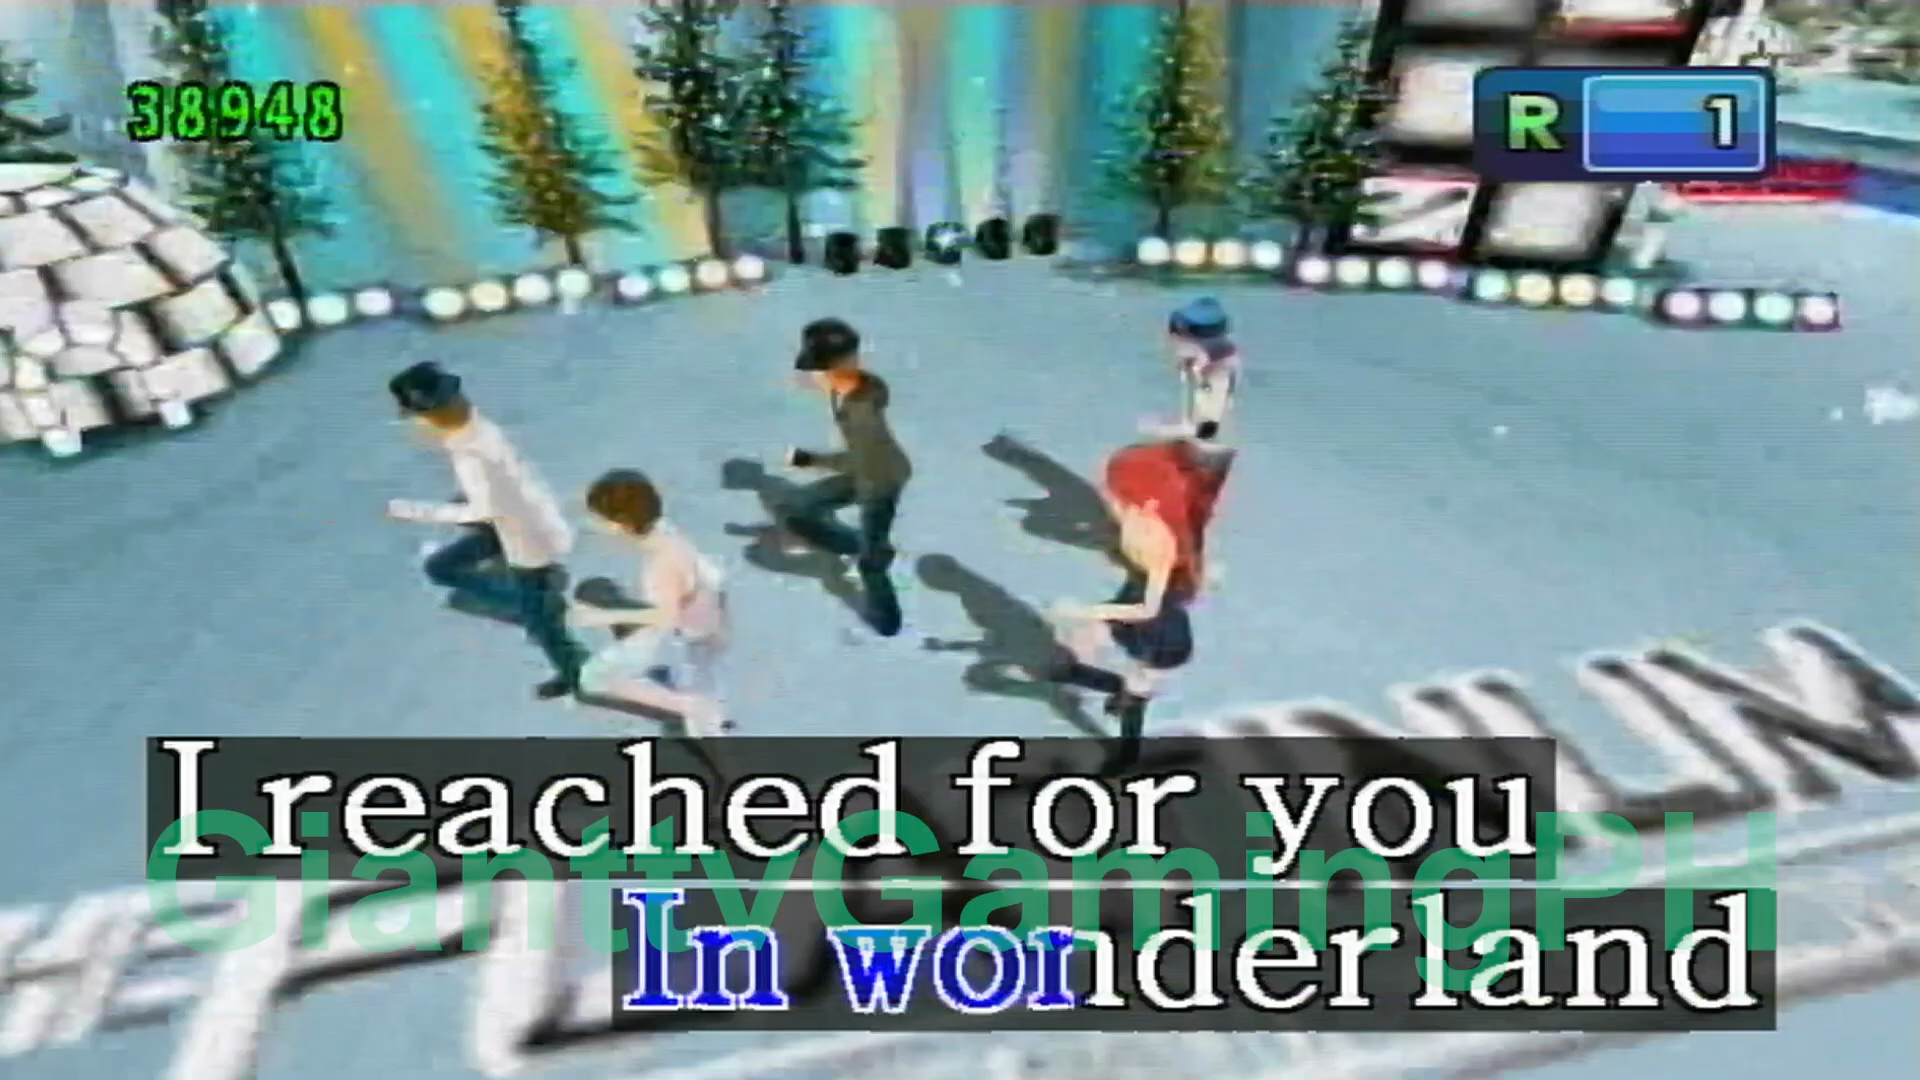 38948
R 1
I reached for you
GianttyGamingPH
In wonderland